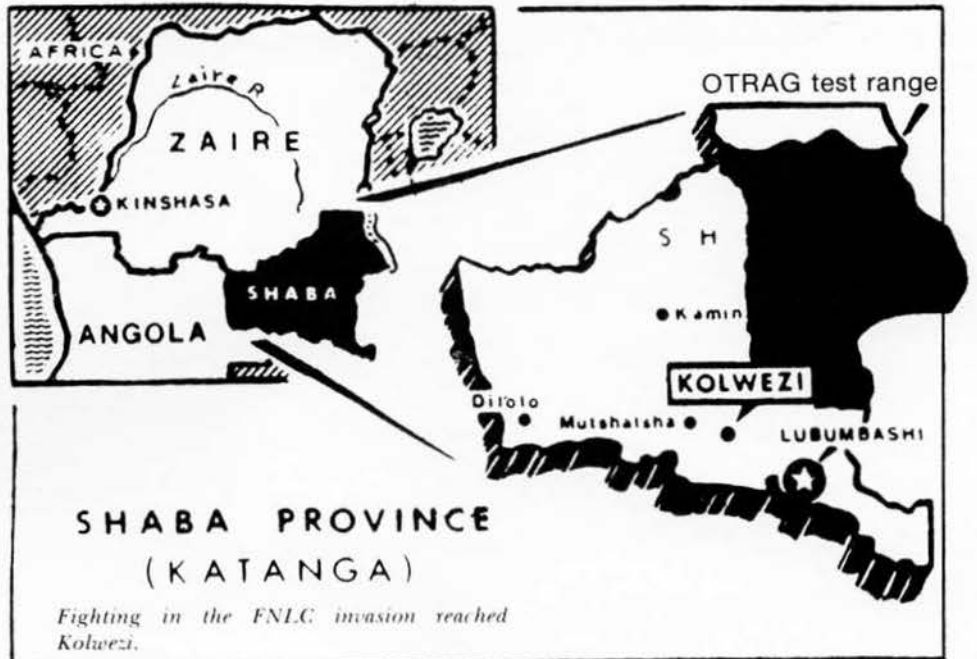 AFRICA
Zaire R
ZAIRE
KINSHASA
SHABA
ANGOLA
OTRAG test range
S H
Kamin
KOLWEZI
Dilolo
Mutshatsha
LUBUMBASHI
SHABA PROVINCE
(KATANGA)
Fighting in the FNLC invasion reached
Kolwezi.